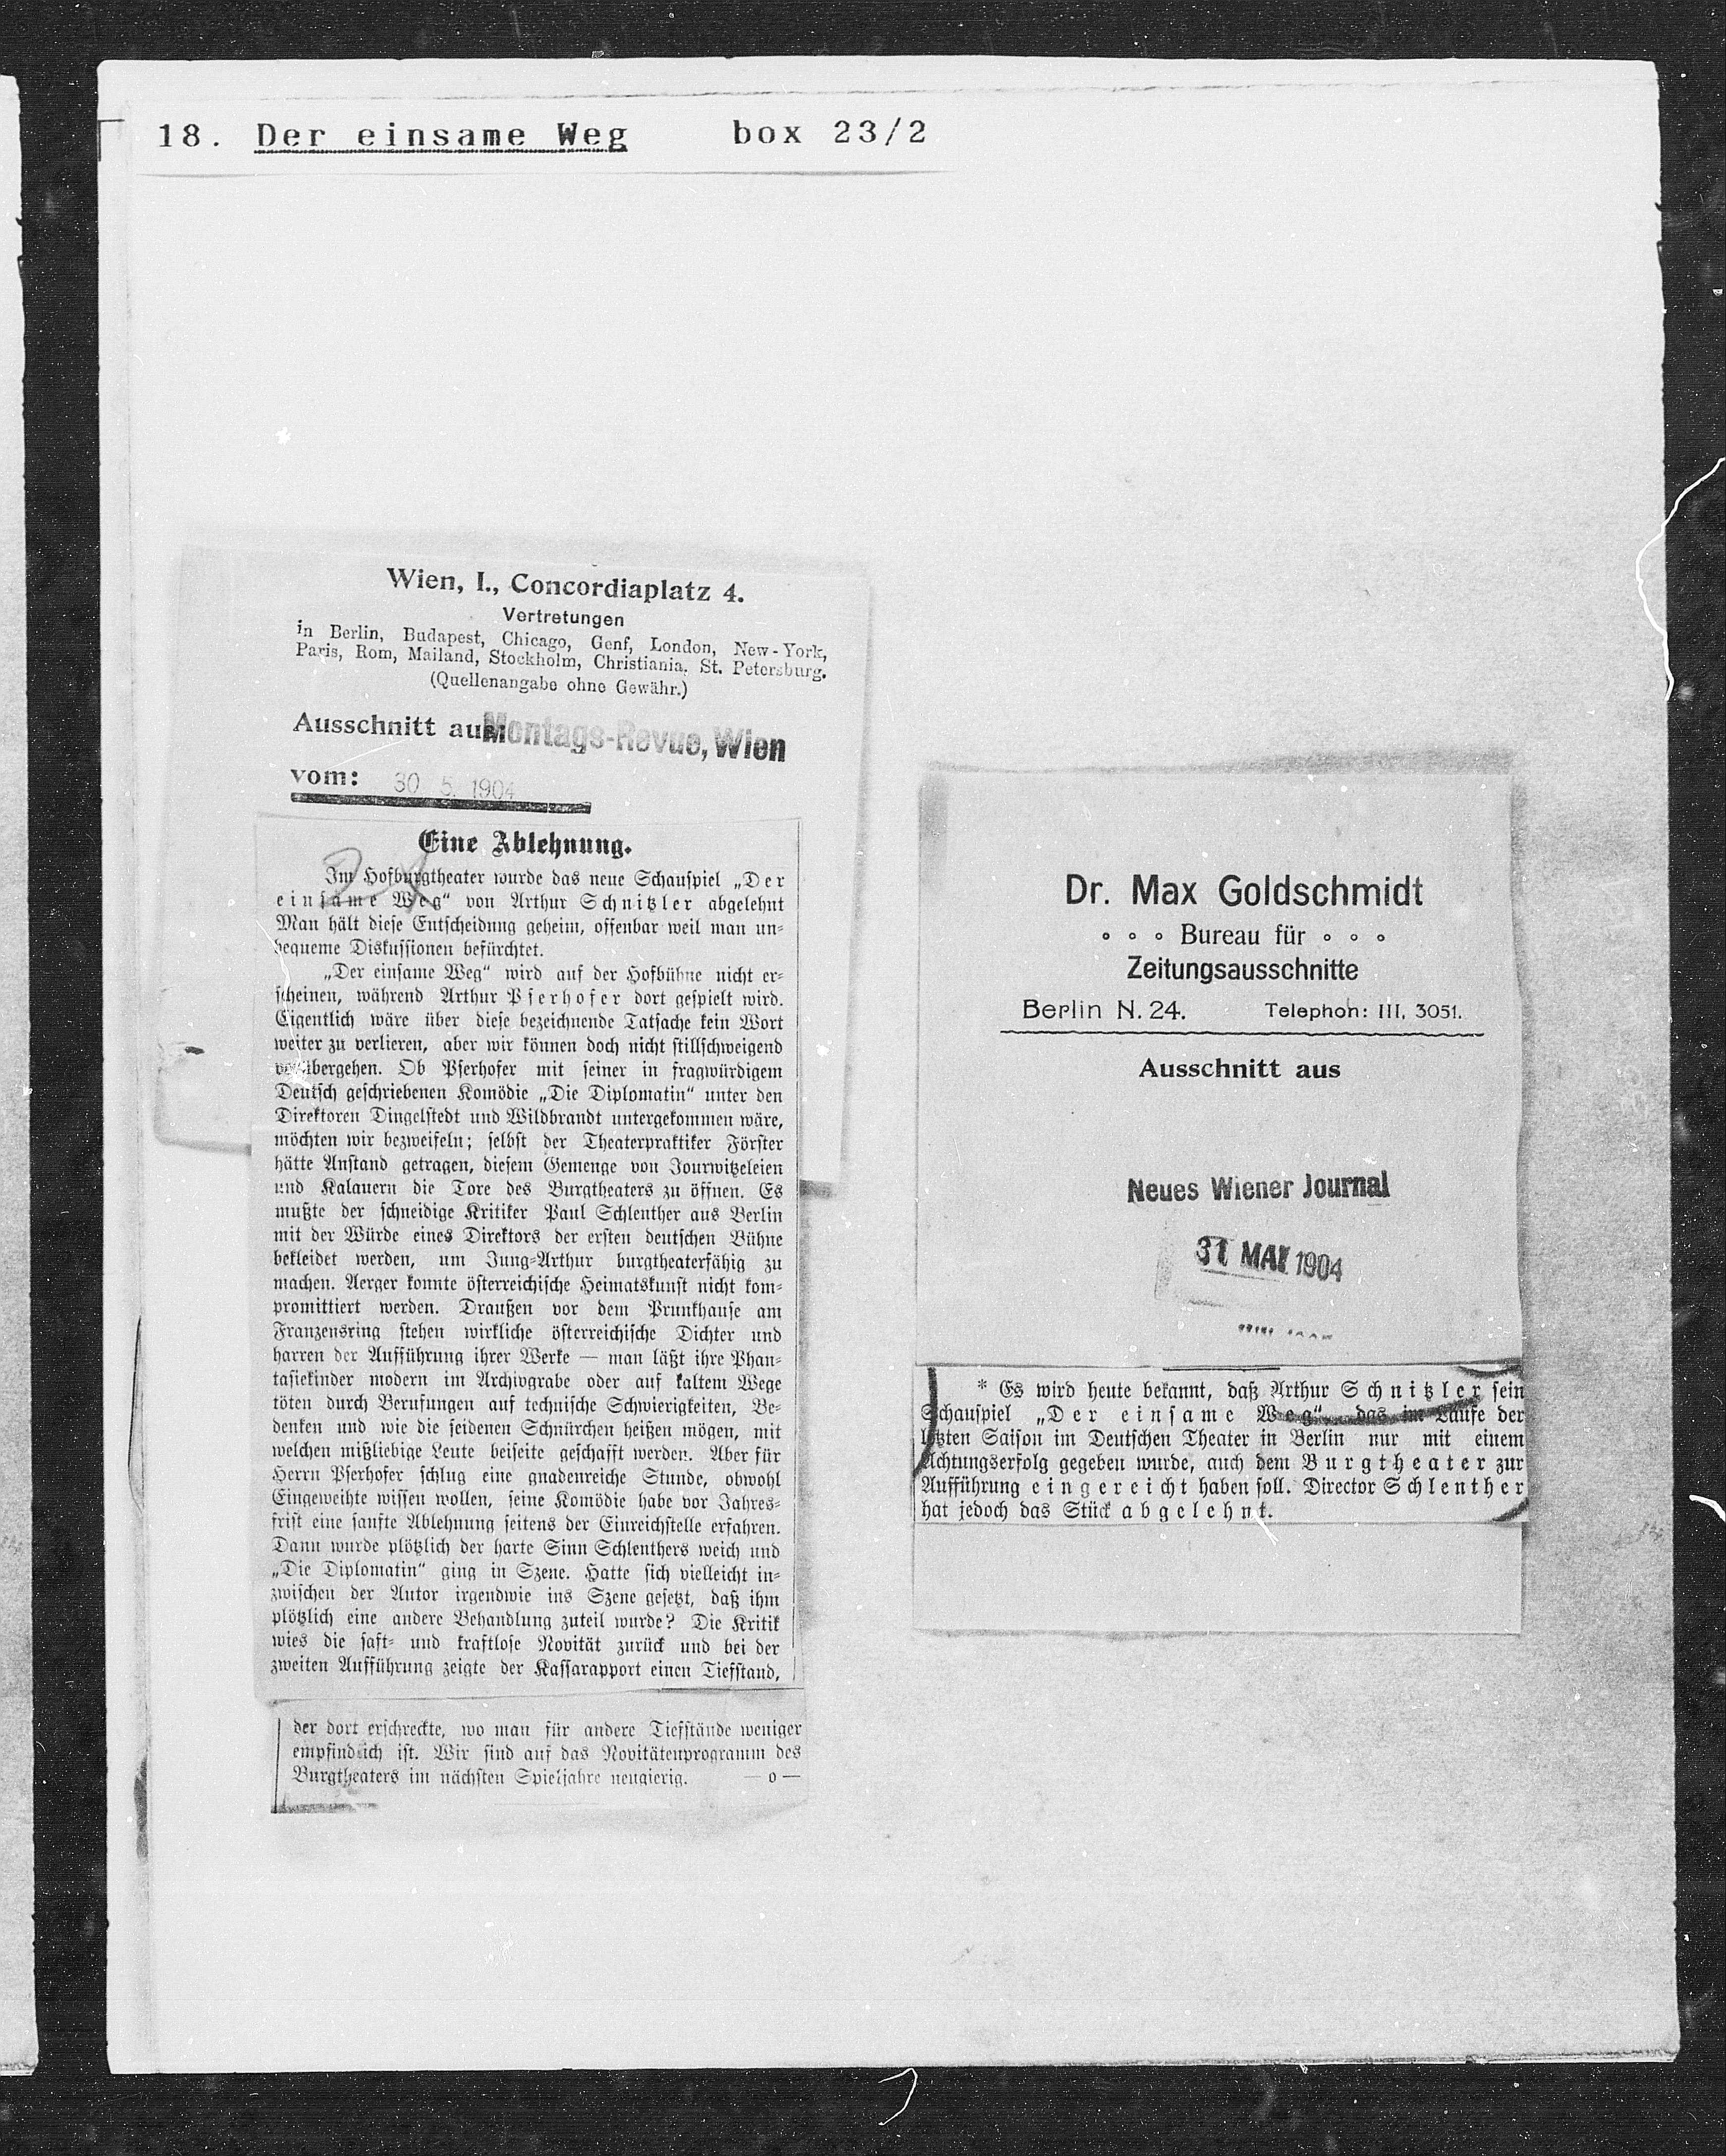 18. Der einsame Weg box 23/2
Wien, I., Concordiaplatz 4.
Vertretungen
in Berlin, Budapest, Chicago, Genf, London, New-York,
Paris, Rom, Mailand, Stockholm, Christiania, St. Petersburg.
(Quellenangabe ohne Gewähr.)
Ausschnitt aus: Montags-Revue, Wien
vom: 30 5. 1904
Eine Ablehnung.
Im Hofburgtheater wurde das neue Schauspiel „Der
einsame Weg“ von Arthur Schnitzler abgelehnt
Man hält diese Entscheidung geheim, offenbar weil man un-
bequeme Diskussionen befürchtet.
„Der einsame Weg“ wird auf der Hofbühne nicht er-
scheinen, während Arthur Pserhofer dort gespielt wird.
Eigentlich wäre über diese bezeichnende Tatsache kein Wort
weiter zu verlieren, aber wir können doch nicht stillschweigend
vorübergehen. Ob Pserhofer mit seiner in fragwürdigem
Deutsch geschriebenen Komödie „Die Diplomatin“ unter den
Direktoren Dingelstedt und Wildbrandt untergekommen wäre,
möchten wir bezweifeln; selbst der Theaterpraktiker Förster
hätte Anstand getragen, diesem Gemenge von Jourwitzeleien
und Kalauern die Tore des Burgtheaters zu öffnen. Es
mußte der schneidige Kritiker Paul Schlenther aus Berlin
mit der Würde eines Direktors der ersten deutschen Bühne
bekleidet werden, um Jung-Arthur burgtheaterfähig zu
machen. Aerger konnte österreichische Heimatskunst nicht kom-
promittiert werden. Draußen vor dem Prunkhause am
Franzensring stehen wirkliche österreichische Dichter und
harren der Aufführung ihrer Werke — man läßt ihre Phan-
tasiekinder modern im Archivgrabe oder auf kaltem Wege
töten durch Berufungen auf technische Schwierigkeiten, Be-
denken und wie die seidenen Schnürchen heißen mögen, mit
welchen mißliebige Leute beiseite geschafft werden. Aber für
Herrn Pserhofer schlug eine gnadenreiche Stunde, obwohl
Eingeweihte wissen wollen, seine Komödie habe vor Jahres-
frist eine sanfte Ablehnung seitens der Einreichstelle erfahren.
Dann wurde plötzlich der harte Sinn Schlenthers weich und
„Die Diplomatin“ ging in Szene. Hatte sich vielleicht in-
zwischen der Autor irgendwie ins Szene gesetzt, daß ihm
plötzlich eine andere Behandlung zuteil wurde? Die Kritik
wies die saft- und kraftlose Novität zurück und bei der
zweiten Aufführung zeigte der Kassarapport einen Tiefstand,
der dort erschreckte, wo man für andere Tiefstände weniger
empfindlich ist. Wir sind auf das Novitätenprogramm des
Burgtheaters im nächsten Spieljahre neugierig. — o —
Dr. Max Goldschmidt
Bureau für
Zeitungsausschnitte
Berlin N. 24. Telephon: III, 3051.
Ausschnitt aus
Neues Wiener Journal
31 MAI 1904
* Es wird heute bekannt, daß Arthur Schnitzler sein
Schauspiel „Der einsame Weg“, das im Laufe der
letzten Saison im Deutschen Theater in Berlin nur mit einem
Achtungserfolg gegeben wurde, auch dem Burgtheater zur
Aufführung eingereicht haben soll. Director Schlenther
hat jedoch das Stück abgelehnt.